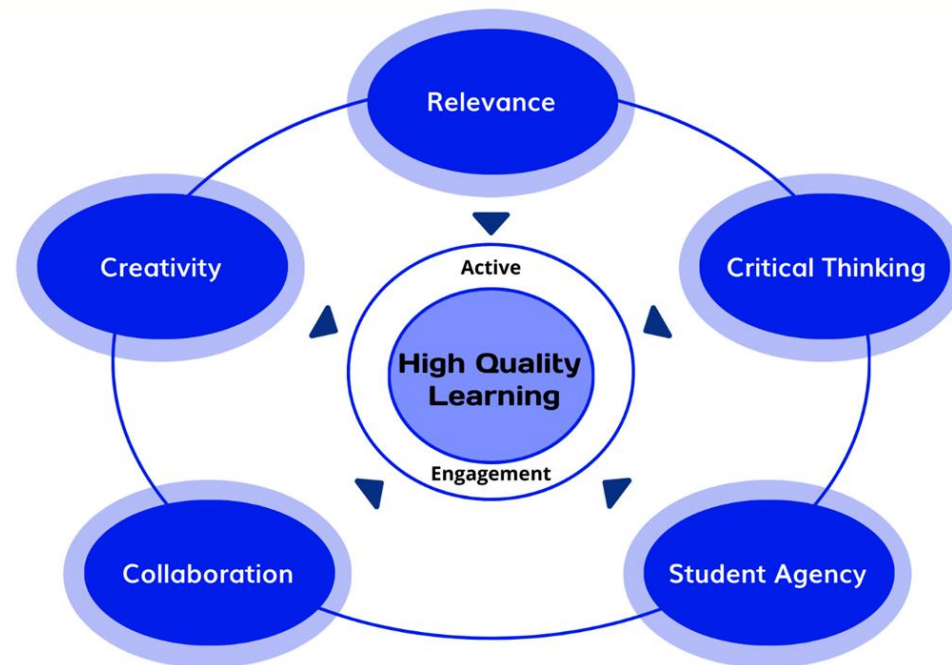 Relevance
Creativity
Critical Thinking
Active
High Quality
Learning
Engagement
Collaboration
Student Agency